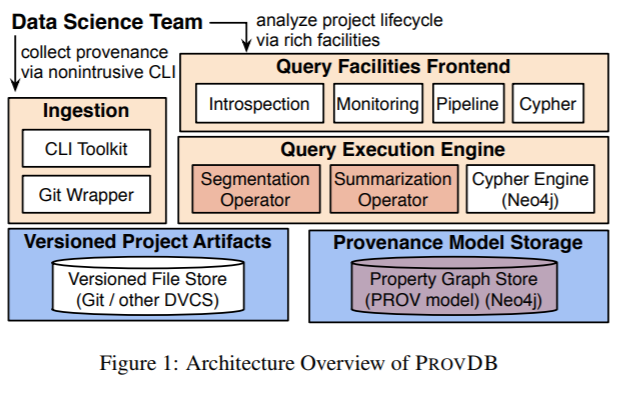 Data Science Team
analyze project lifecycle
via rich facilities
collect provenance
via nonintrusive CLI
Ingestion
CLI Toolkit
Git Wrapper
Query Facilities Frontend
Introspection
Monitoring
Pipeline
Cypher
Query Execution Engine
Segmentation
Operator
Summarization
Operator
Cypher Engine
(Neo4j)
Versioned Project Artifacts
Versioned File Store
(Git / other DVCS)
Provenance Model Storage
Property Graph Store
(PROV model) (Neo4j)
Figure 1: Architecture Overview of PROVDB